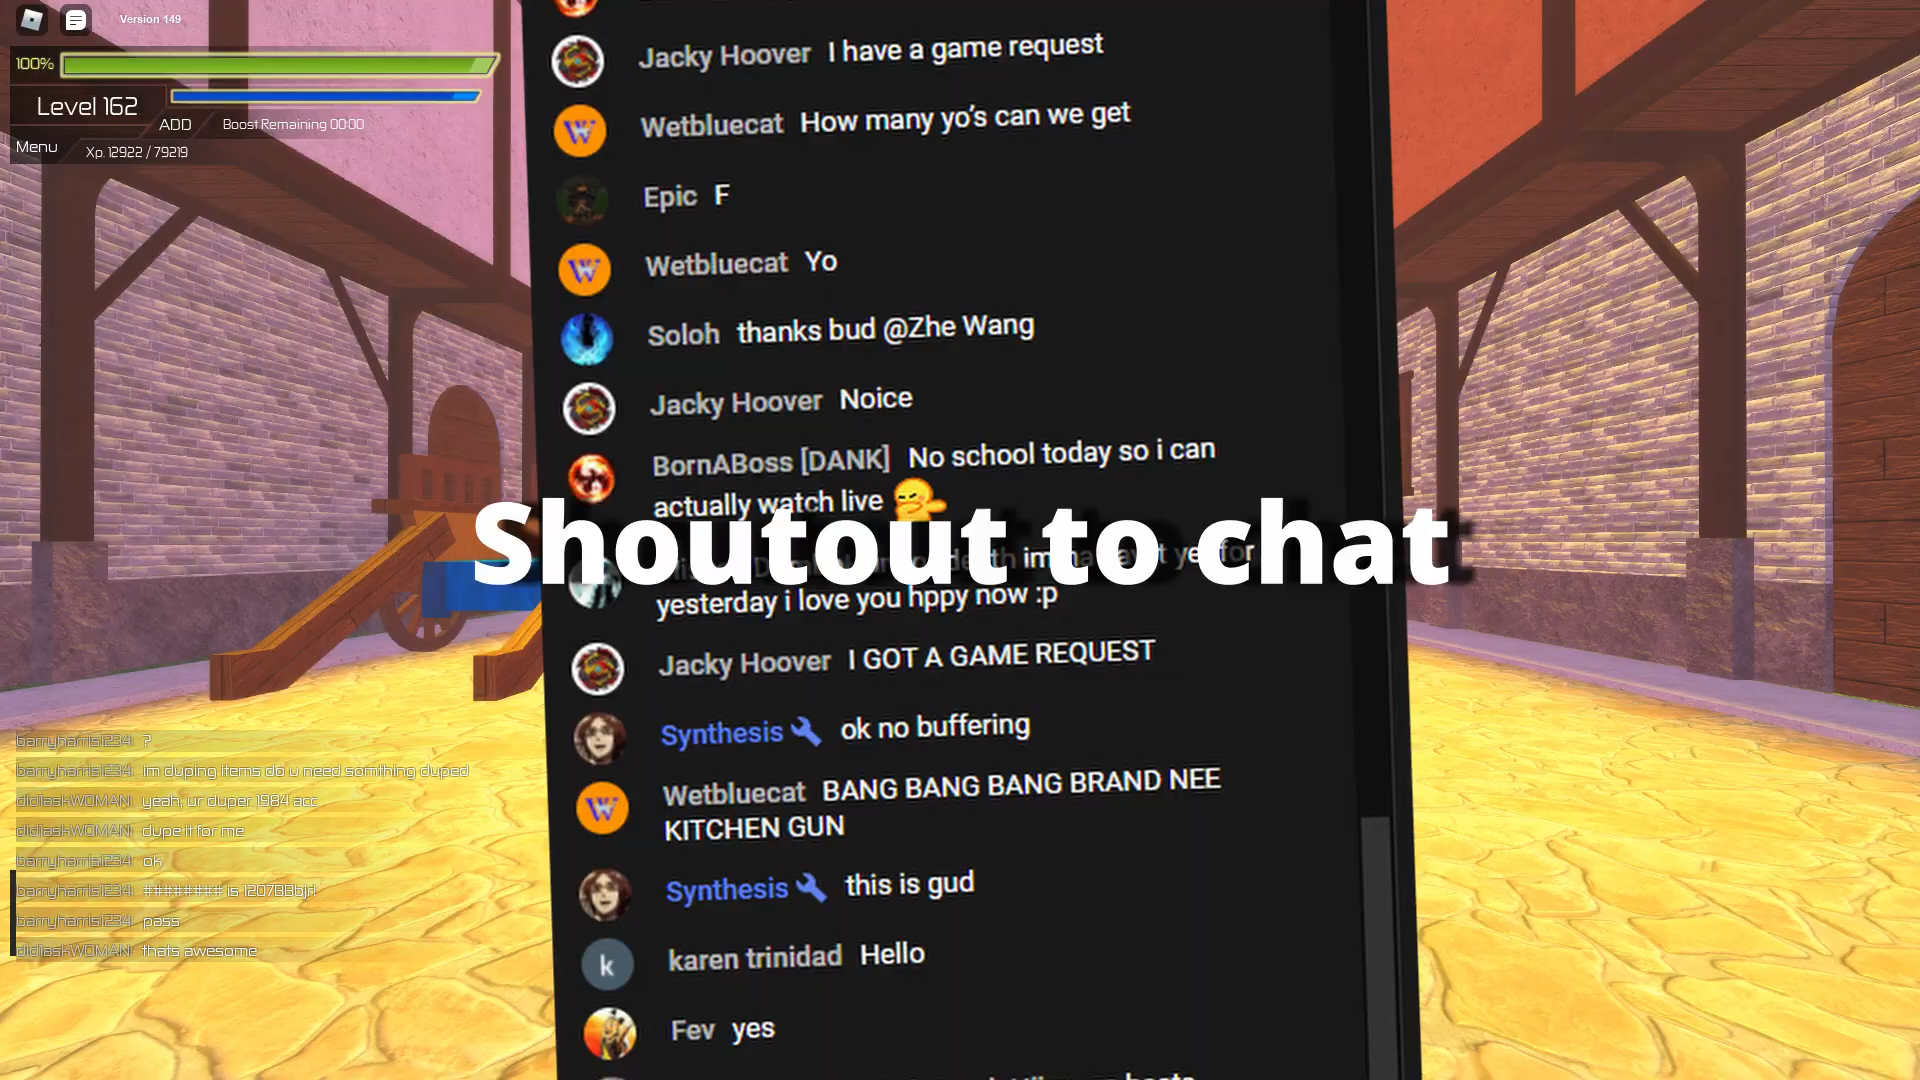 Version 149
100%
Level 162
ADD
Boost Remaining 00:00
Menu
Xp. 12922 / 79219
Jacky Hoover I have a game request
Wetbluecat How many yo's can we get
Epic F
Wetbluecat Yo
Soloh thanks bud @Zhe Wang
Jacky Hoover Noice
BornABoss [DANK] No school today so i can
actually watch live
Shoutout to chat
yesterday i love you hppy now :p
Jacky Hoover I GOT A GAME REQUEST
Synthesis ok no buffering
Wetbluecat BANG BANG BANG BRAND NEE
KITCHEN GUN
Synthesis this is gud
k
karen trinidad Hello
Fev yes
barryharris1234: ?
barryharris1234: im duping items do u need somthing duped
did1askWOMAN: yeah, ur duper 1984 acc
did1askWOMAN: dype it for me
barryharris1234: ok
barryharris1234: ######## is 1207BBbjr!
barryharris1234: pass
did1askWOMAN: thats awesome